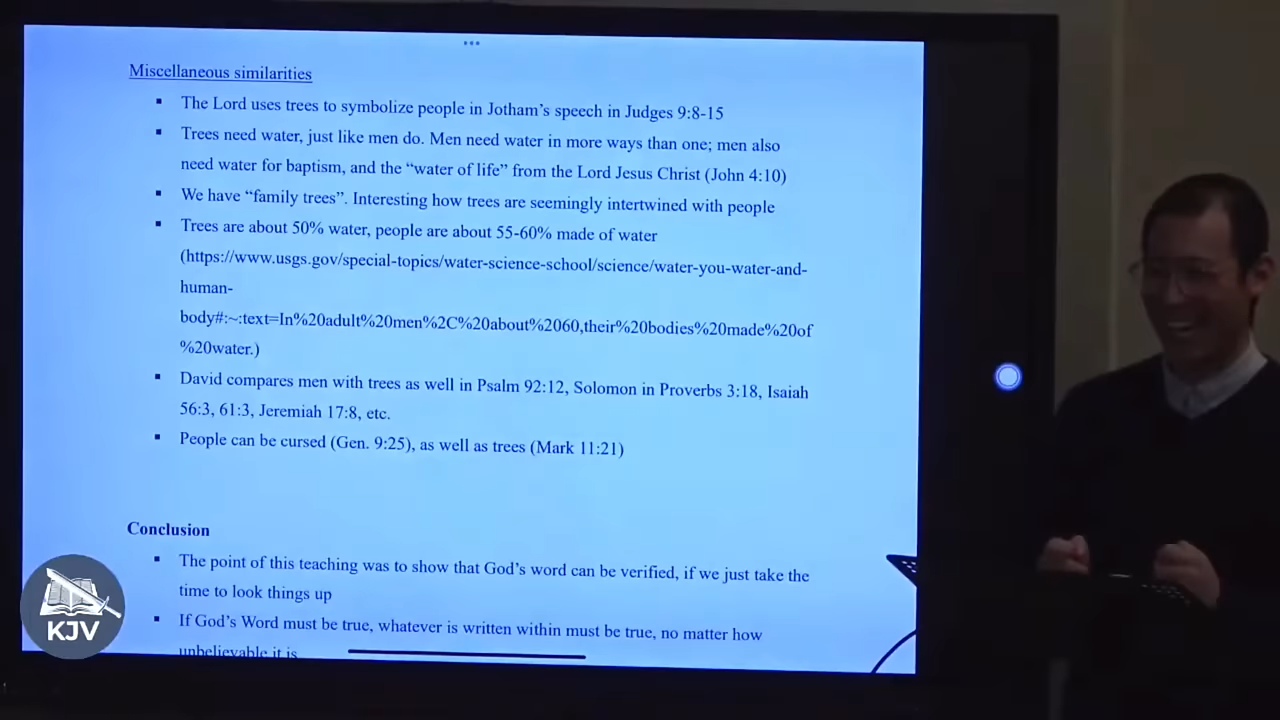 Miscellaneous similarities
▪ The Lord uses trees to symbolize people in Jotham's speech in Judges 9:8-15
▪ Trees need water, just like men do. Men need water in more ways than one; men also
need water for baptism, and the “water of life” from the Lord Jesus Christ (John 4:10)
▪ We have “family trees”. Interesting how trees are seemingly intertwined with people
▪ Trees are about 50% water, people are about 55-60% made of water
(https://www.usgs.gov/special-topics/water-science-school/science/water-you-water-and-
human-
body#:~:text=In%20adult%20men%2C%20about%2060,their%20bodies%20made%20of
%20water.)
▪ David compares men with trees as well in Psalm 92:12, Solomon in Proverbs 3:18, Isaiah
56:3, 61:3, Jeremiah 17:8, etc.
▪ People can be cursed (Gen. 9:25), as well as trees (Mark 11:21)
Conclusion
▪ The point of this teaching was to show that God's word can be verified, if we just take the
time to look things up
▪ If God's Word must be true, whatever is written within must be true, no matter how
unbelievable it is
KJV